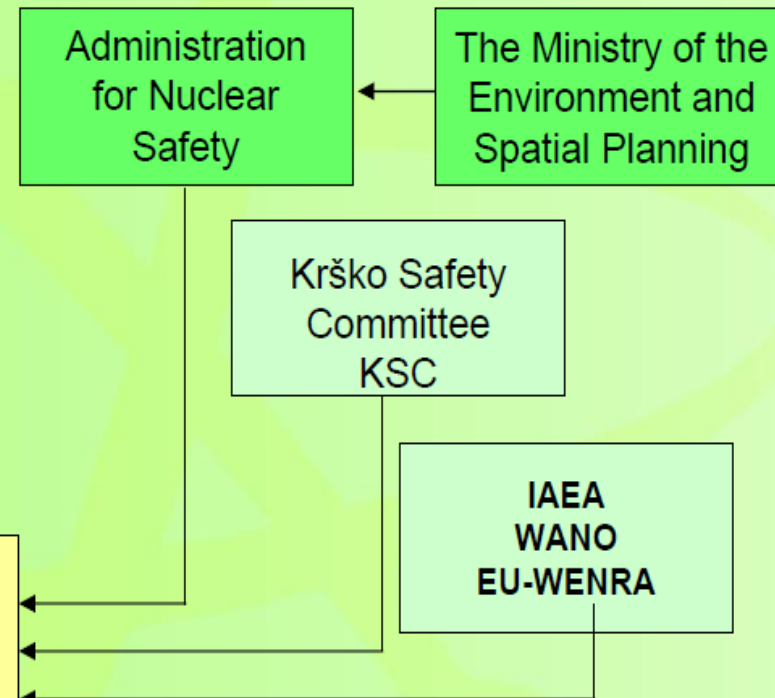 Administration
for Nuclear
Safety
The Ministry of the
Environment and
Spatial Planning
Krško Safety
Committee
KSC
IAEA
WANO
EU-WENRA